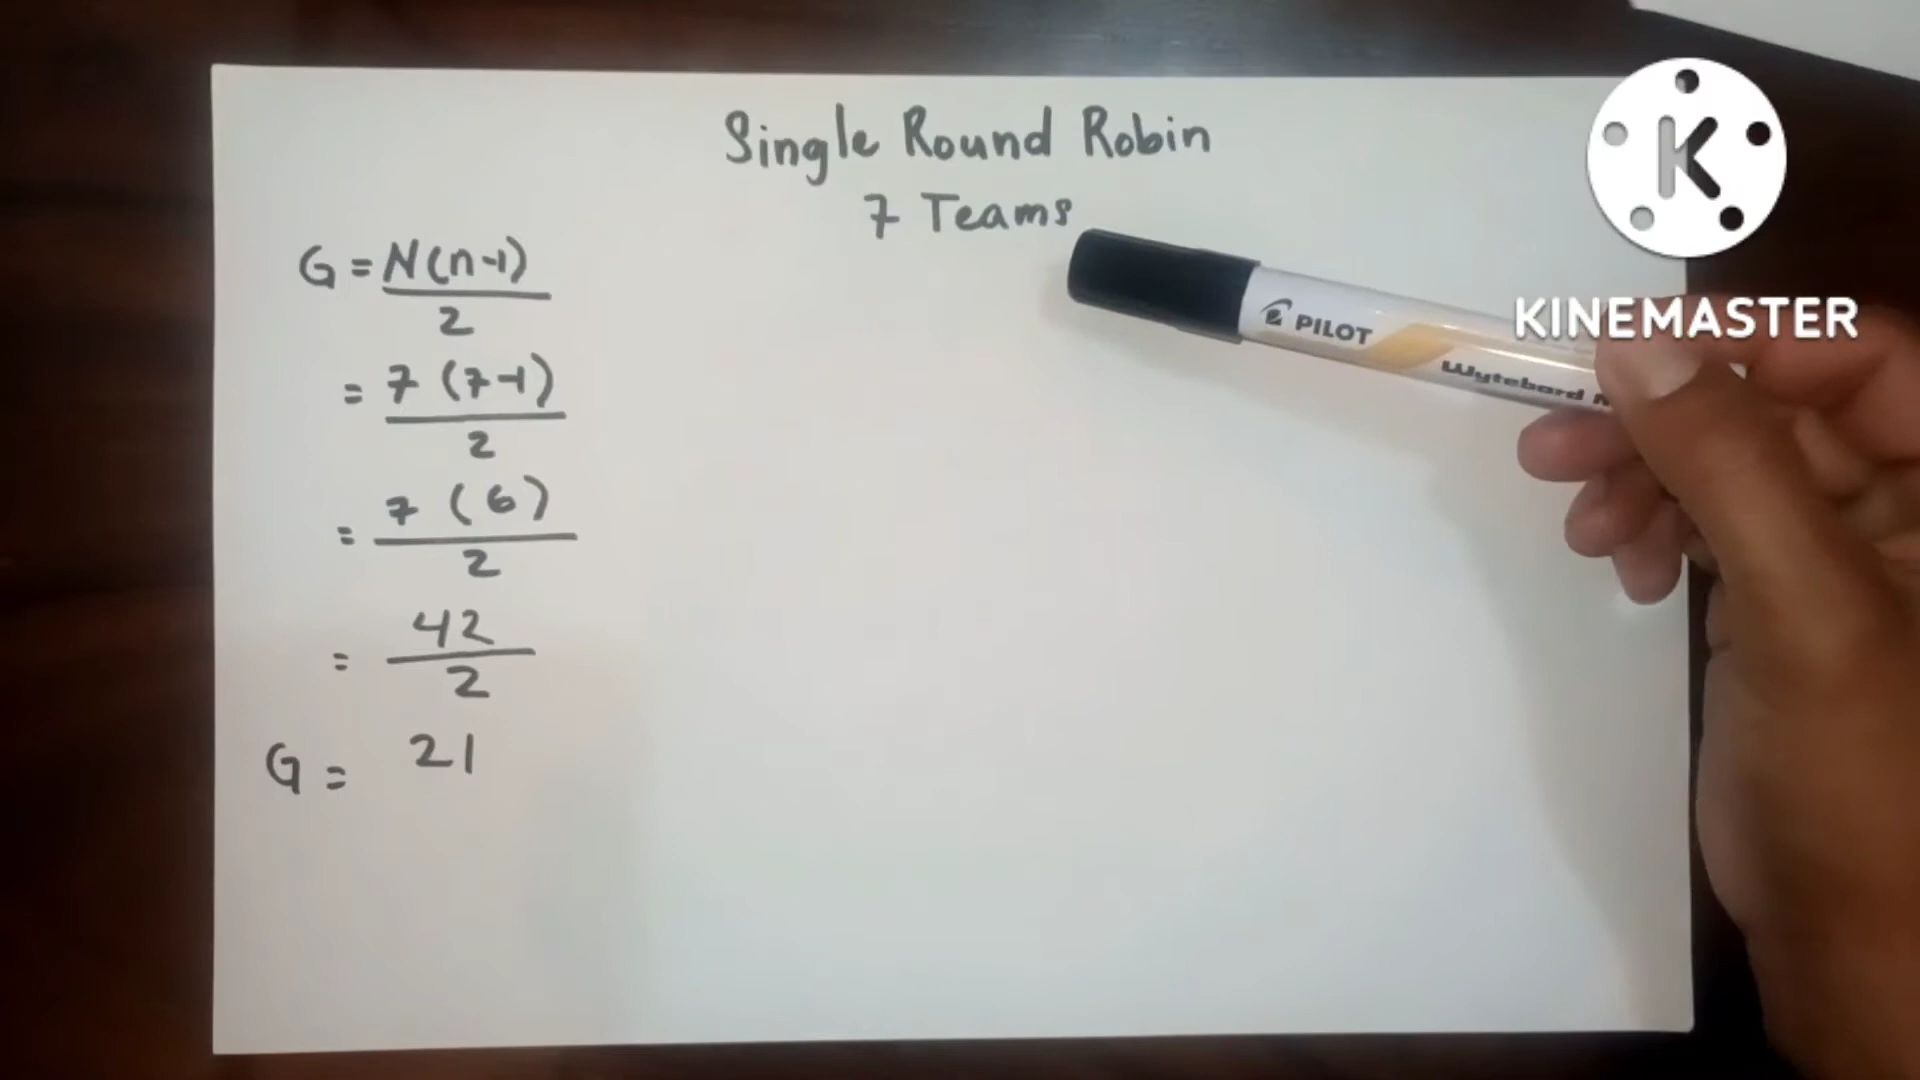 Single Round Robin
7 Teams
G = N(n-1)
2
= 7 (7-1)
2
= 7 (6)
2
= 42
2
G = 21
PILOT
Wytebord
K
KINEMASTER